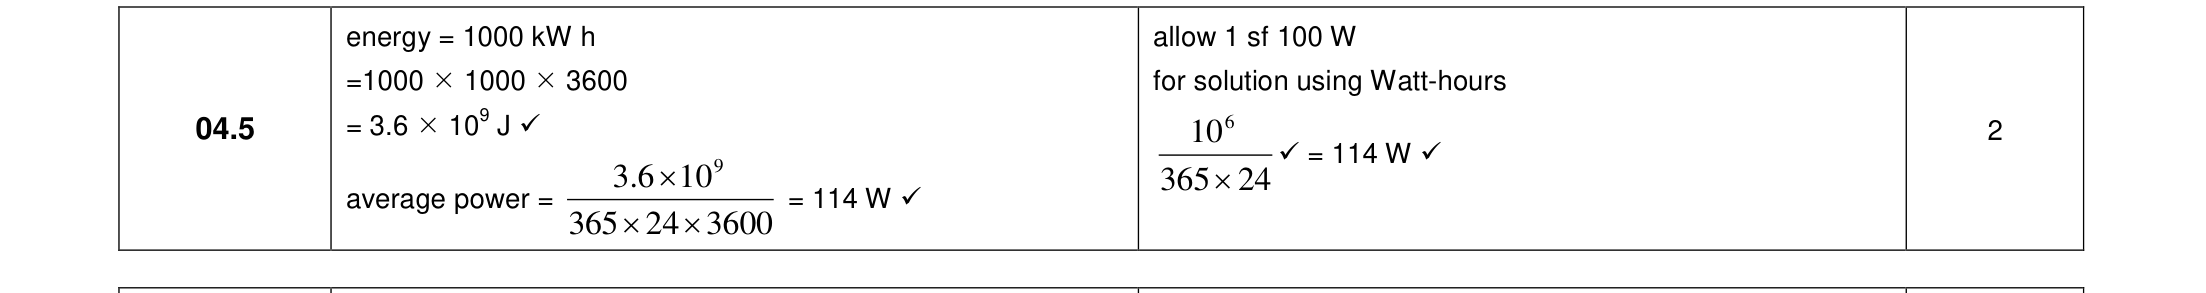 04.5
energy = 1000 kW h
=1000 × 1000 × 3600
= 3.6 × 10⁹ J ✓
average power = 3.6×10⁹ / 365×24×3600 = 114 W ✓
allow 1 sf 100 W
for solution using Watt-hours
10⁶ / 365×24 ✓ = 114 W ✓
2